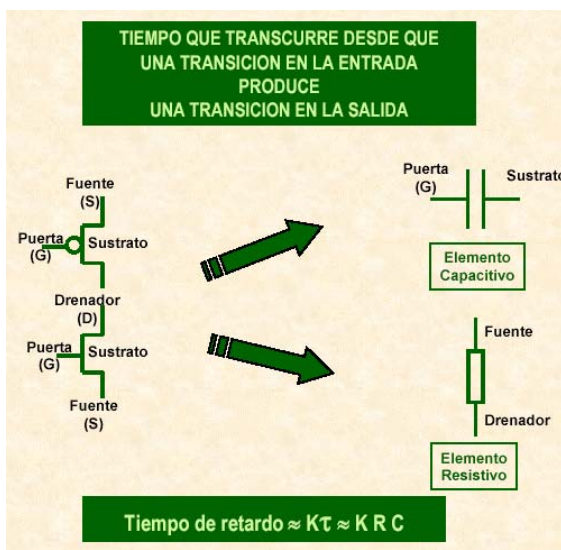 TIEMPO QUE TRANSCURRE DESDE QUE
UNA TRANSICION EN LA ENTRADA
PRODUCE
UNA TRANSICION EN LA SALIDA
Fuente
(S)
Puerta
(G)
Sustrato
Drenador
(D)
Puerta
(G)
Sustrato
Fuente
(S)
Puerta
(G)
Sustrato
Elemento
Capacitivo
Fuente
Drenador
Elemento
Resistivo
Tiempo de retardo ≈ Kτ ≈ K R C